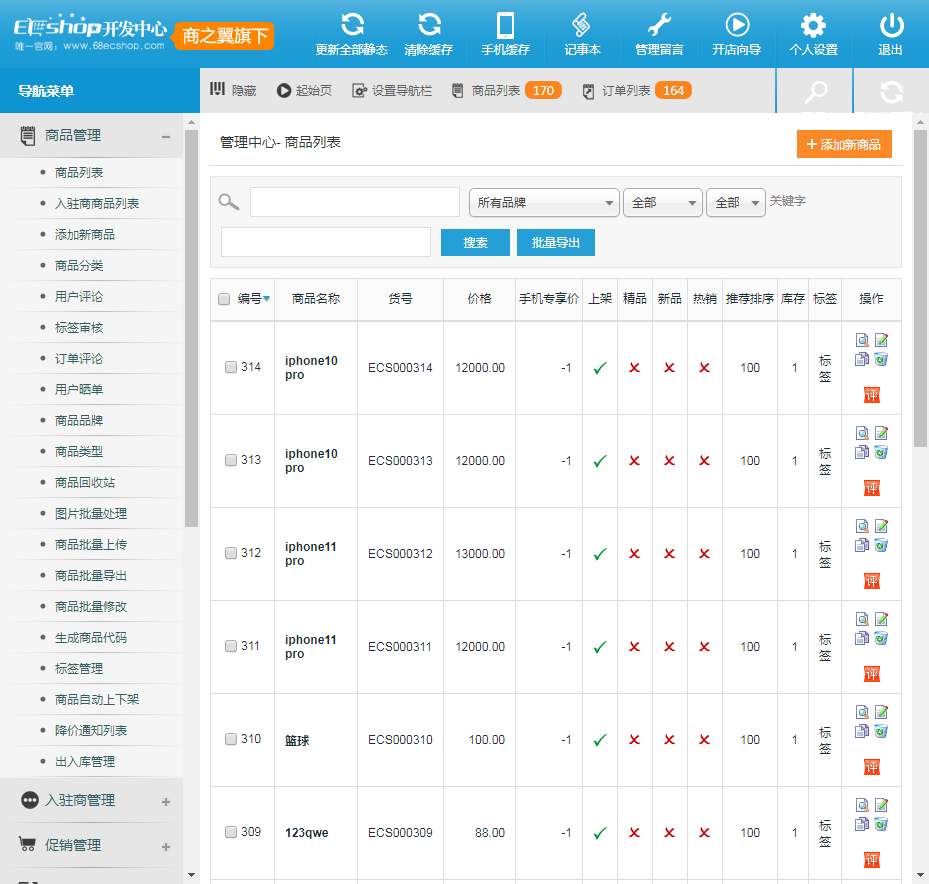 ECshop开发中心
唯一官网：www.68ecshop.com
商之翼旗下
更新全部静态 清除缓存 手机缓存 记事本 管理留言 开店向导 个人设置 退出
导航菜单
隐藏 起始页 设置导航栏 商品列表 170 订单列表 164
商品管理
商品列表
入驻商商品列表
添加新商品
商品分类
用户评论
标签审核
订单评论
用户晒单
商品品牌
商品类型
商品回收站
图片批量处理
商品批量上传
商品批量导出
商品批量修改
生成商品代码
标签管理
商品自动上下架
降价通知列表
出入库管理
入驻商管理
促销管理
管理中心- 商品列表
+ 添加新商品
所有品牌 全部 全部 关键字
搜索 批量导出
编号 商品名称 货号 价格 手机专享价 上架 精品 新品 热销 推荐排序 库存 标签 操作
314 iphone10 pro ECS000314 12000.00 -1 100 1 标签 评
313 iphone10 pro ECS000313 12000.00 -1 100 1 标签 评
312 iphone11 pro ECS000312 13000.00 -1 100 1 标签 评
311 iphone11 pro ECS000311 12000.00 -1 100 1 标签 评
310 篮球 ECS000310 100.00 -1 100 1 标签 评
309 123qwe ECS000309 88.00 -1 100 1 标签 评